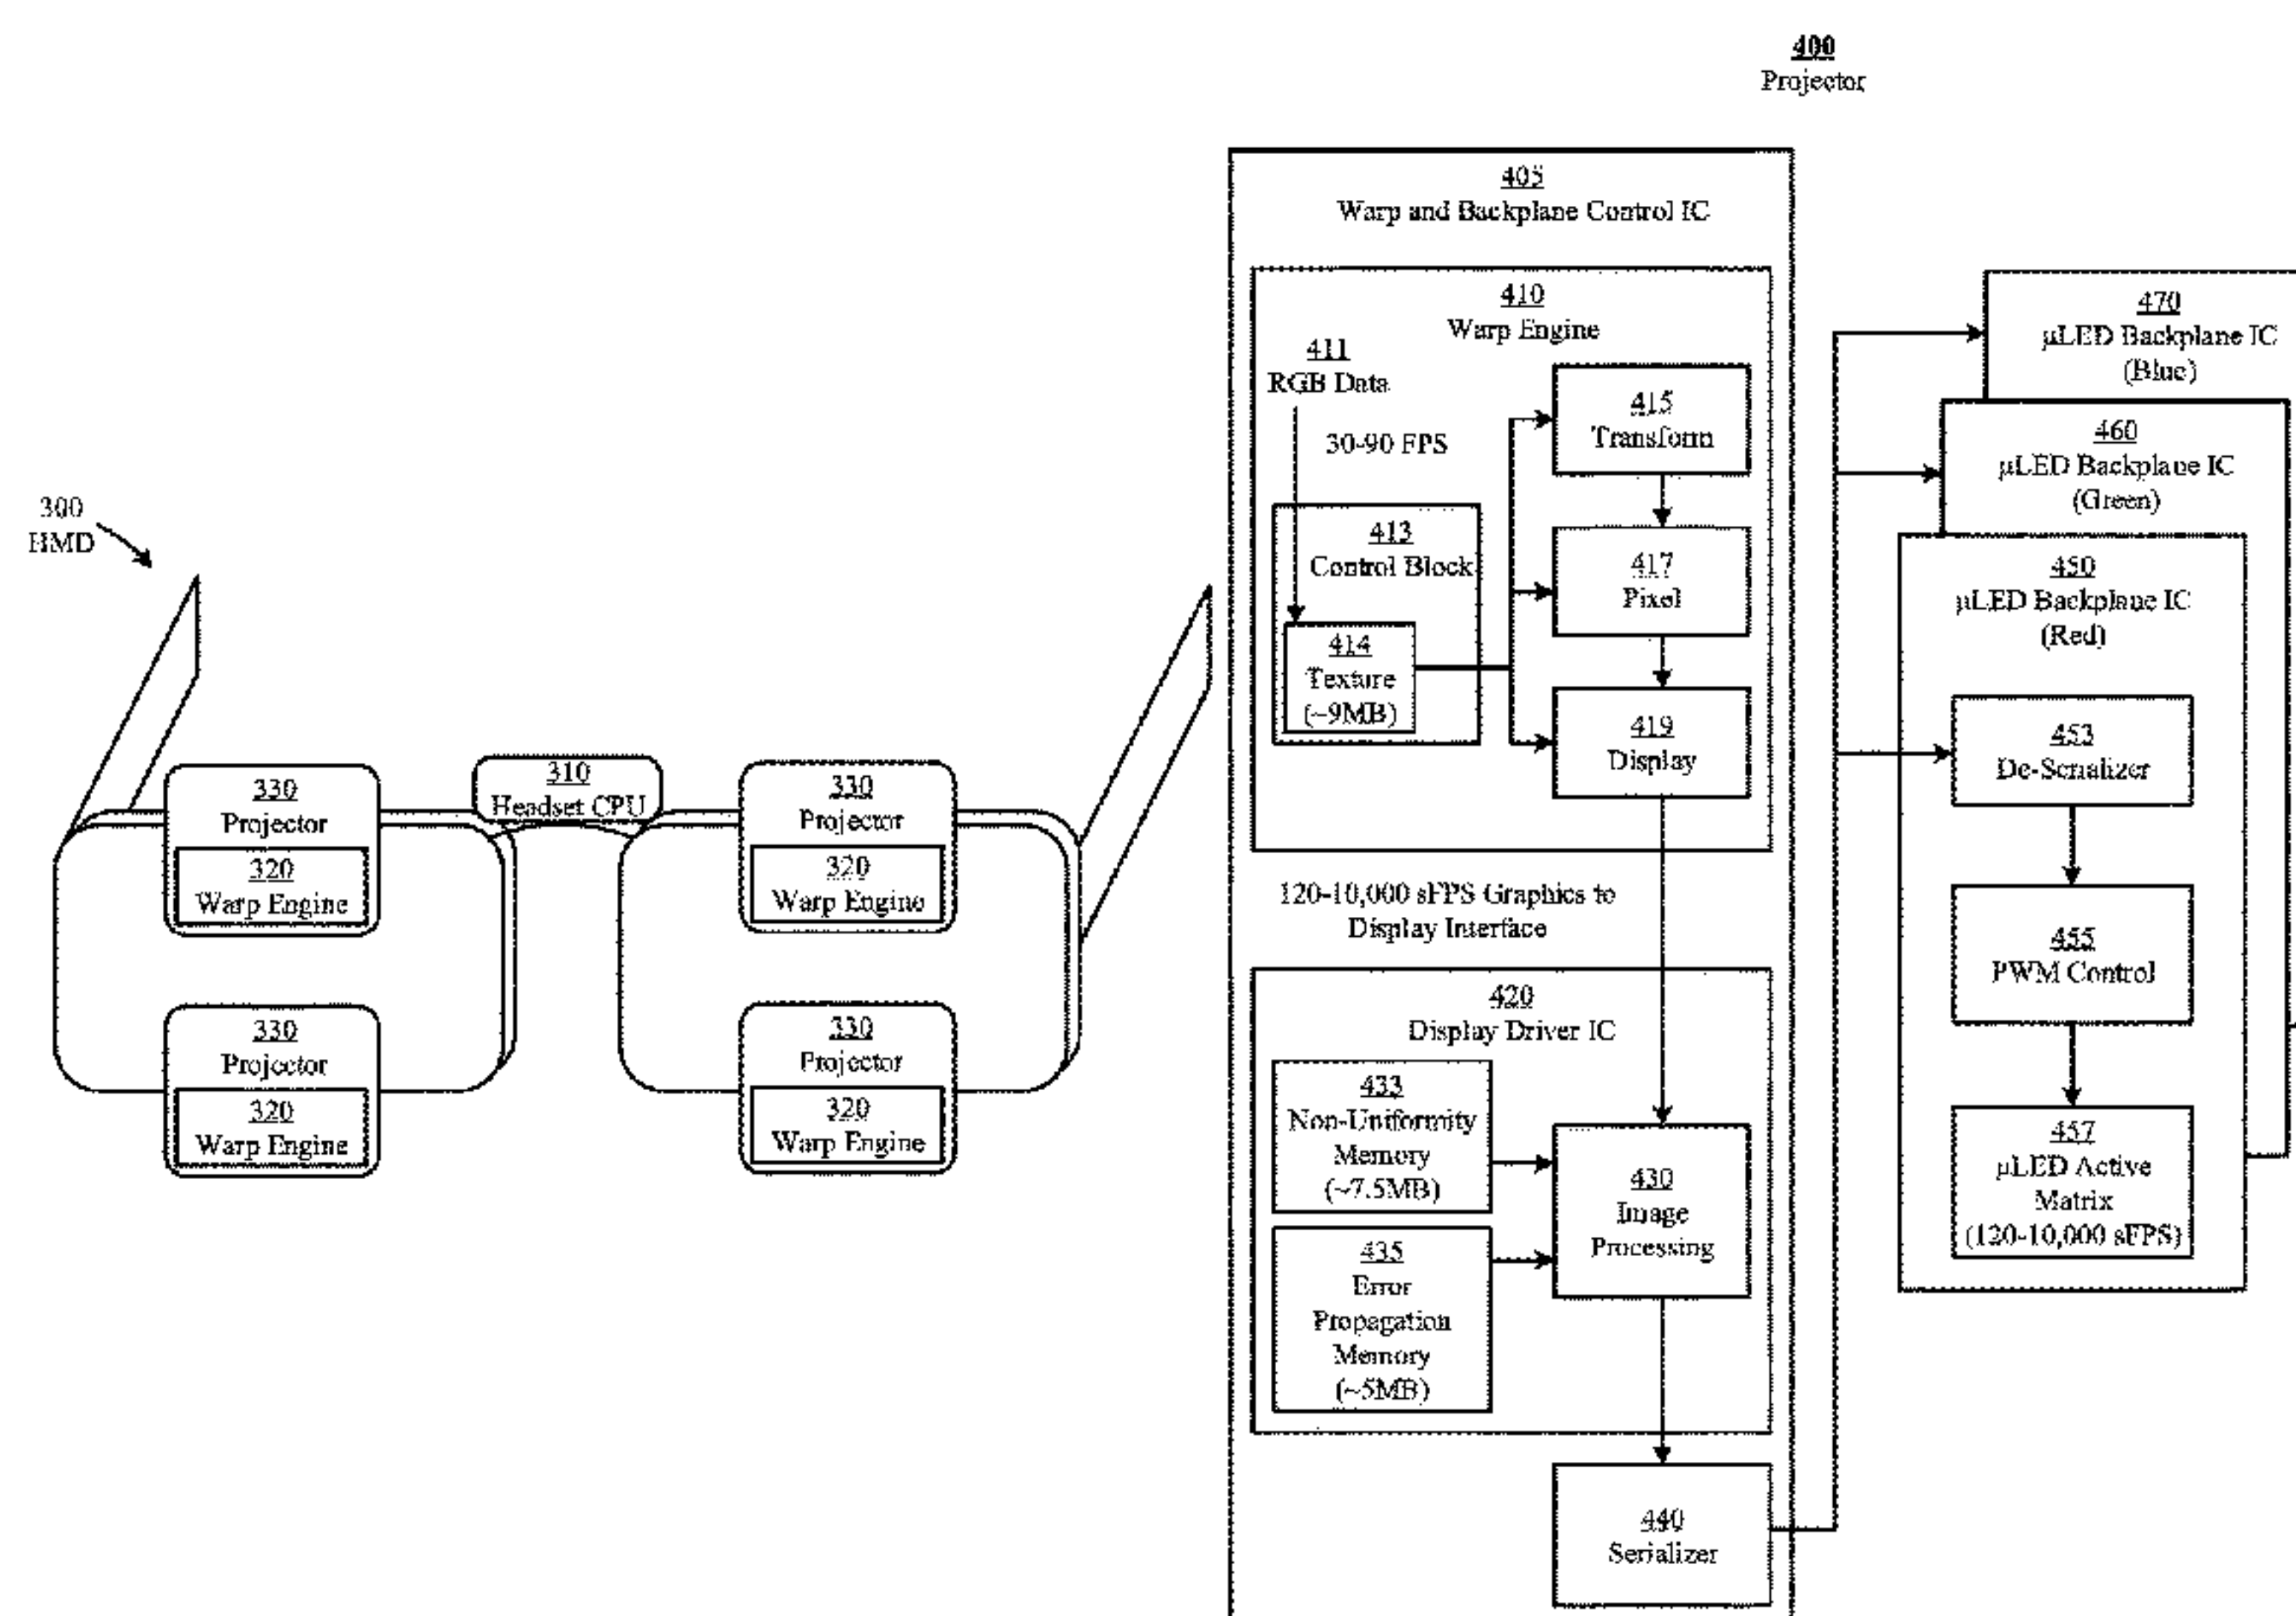 400
Projector
405
Warp and Backplane Control IC
410
Warp Engine
411
RGB Data
30-90 FPS
413
Control Block
414
Texture
(~9MB)
415
Transform
417
Pixel
419
Display
120-10,000 sFPS Graphics to
Display Interface
420
Display Driver IC
433
Non-Uniformity
Memory
(~7.5MB)
435
Error
Propagation
Memory
(~5MB)
430
Image
Processing
440
Serializer
470
µLED Backplane IC
(Blue)
460
µLED Backplane IC
(Green)
450
µLED Backplane IC
(Red)
453
De-Serializer
455
PWM Control
457
µLED Active
Matrix
(120-10,000 sFPS)
300
HMD
310
Headset CPU
330
Projector
320
Warp Engine
330
Projector
320
Warp Engine
330
Projector
320
Warp Engine
330
Projector
320
Warp Engine